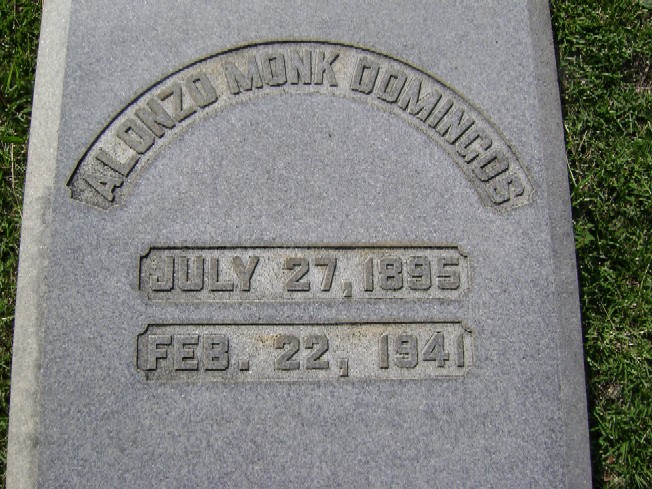 ALONZO MONK DOMINGOS
JULY 27, 1895
FEB. 22, 1941